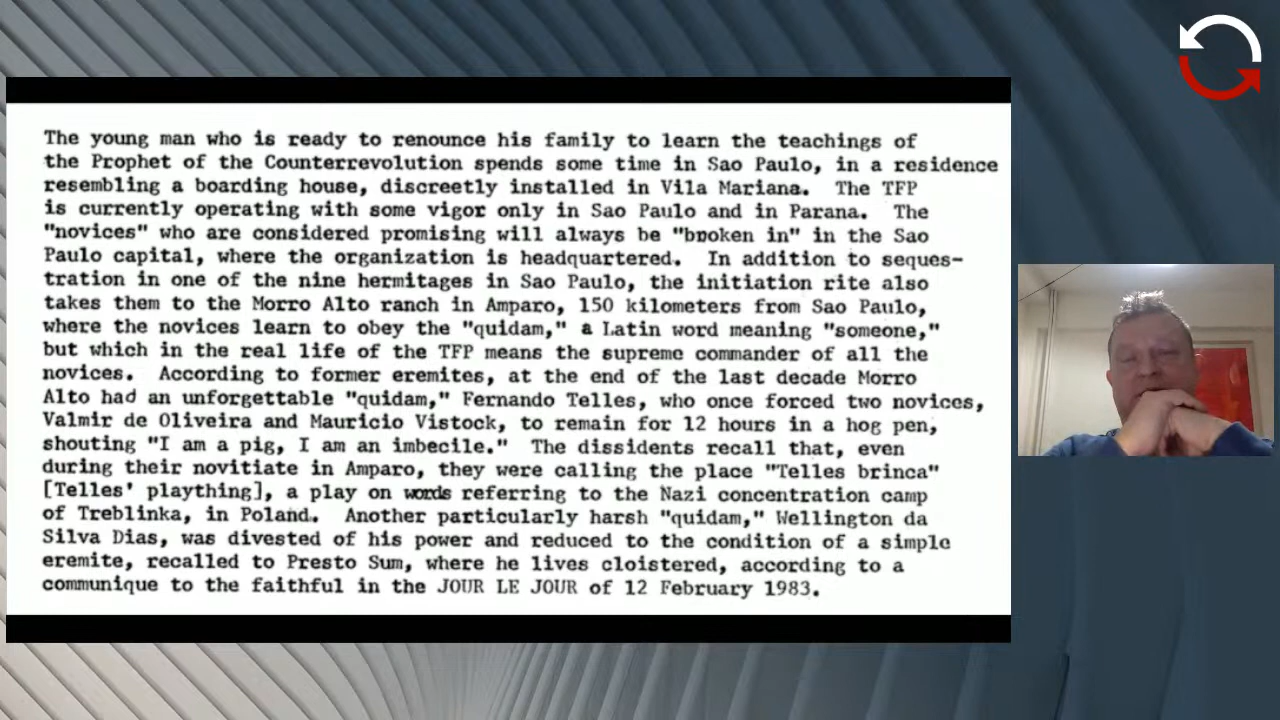 The young man who is ready to renounce his family to learn the teachings of
the Prophet of the Counterrevolution spends some time in Sao Paulo, in a residence
resembling a boarding house, discreetly installed in Vila Mariana. The TFP
is currently operating with some vigor only in Sao Paulo and in Parana. The
"novices" who are considered promising will always be "broken in" in the Sao
Paulo capital, where the organization is headquartered. In addition to seques-
tration in one of the nine hermitages in Sao Paulo, the initiation rite also
takes them to the Morro Alto ranch in Amparo, 150 kilometers from Sao Paulo,
where the novices learn to obey the "quidam," a Latin word meaning "someone,"
but which in the real life of the TFP means the supreme commander of all the
novices. According to former eremites, at the end of the last decade Morro
Alto had an unforgettable "quidam," Fernando Telles, who once forced two novices,
Valmir de Oliveira and Mauricio Vistock, to remain for 12 hours in a hog pen,
shouting "I am a pig, I am an imbecile." The dissidents recall that, even
during their novitiate in Amparo, they were calling the place "Telles brinca"
[Telles' plaything], a play on words referring to the Nazi concentration camp
of Treblinka, in Poland. Another particularly harsh "quidam," Wellington da
Silva Dias, was divested of his power and reduced to the condition of a simple
eremite, recalled to Presto Sum, where he lives cloistered, according to a
communique to the faithful in the JOUR LE JOUR of 12 February 1983.